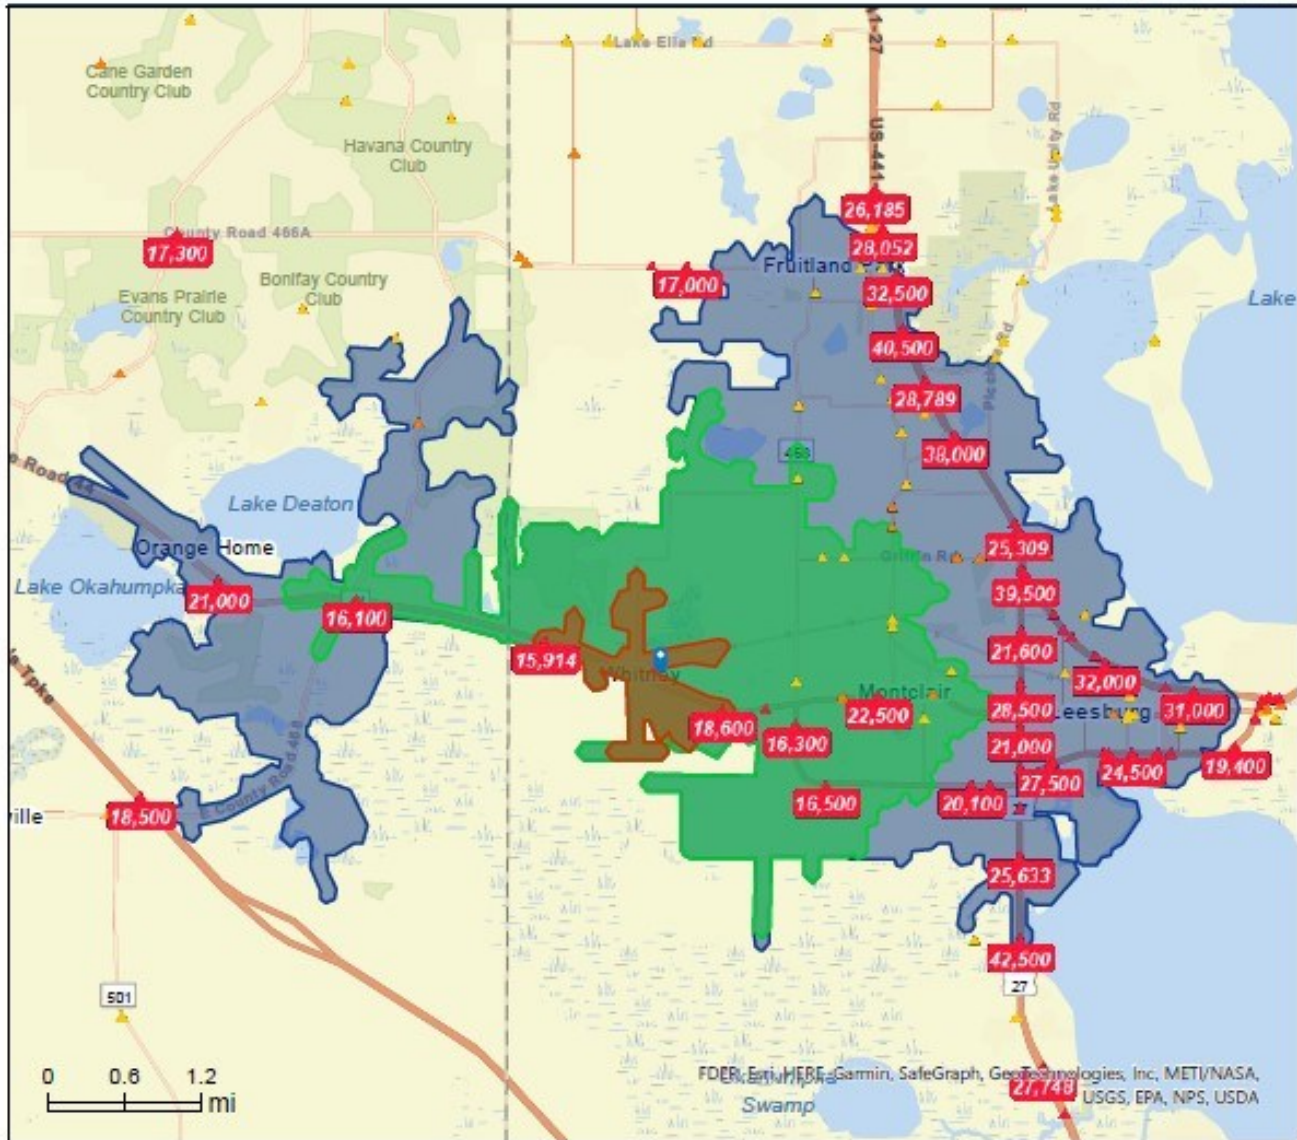 Lake Ella Rd
US-441
Cane Garden
Country Club
Havana Country
Club
Lake Unity Rd
26,185
County Road 466A
17,300
28,052
Fruitland
17,000
Bonifay Country
Club
32,500
Evans Prairie
Country Club
Lake
40,500
28,789
38,000
Lake Deaton
Orange Home
25,309
Lake Okahumpka
21,000
39,500
16,100
21,600
15,914
Whitney
32,000
Montclair
18,600
22,500
28,500
Leesburg
31,000
16,300
21,000
Tpke
24,500
19,400
27,500
16,500
20,100
ville
18,500
E County Road 468
25,633
42,500
501
27
0 0.6 1.2
mi
FDEP, Esri, HERE, Garmin, SafeGraph, GeoTechnologies, Inc, METI/NASA,
27,748
USGS, EPA, NPS, USDA
Swamp